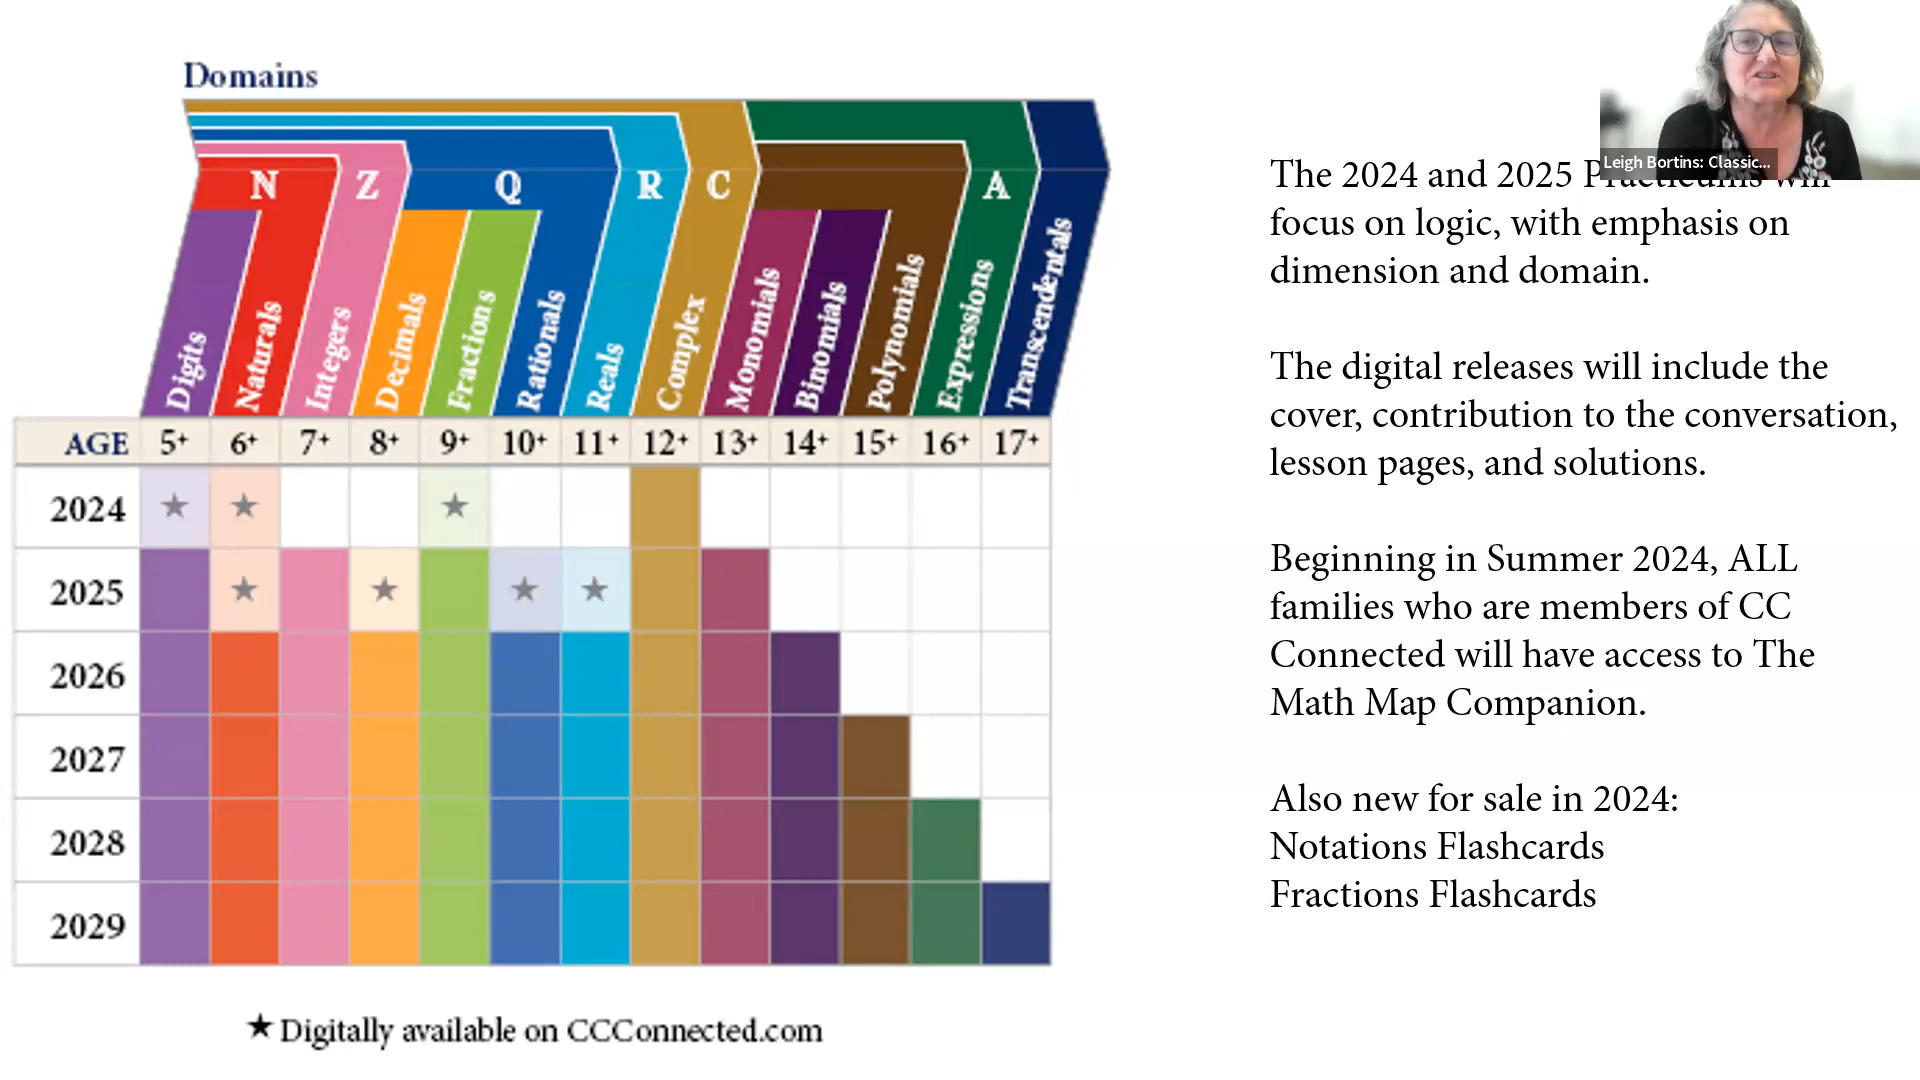 Domains
N Z Q R C A
Digits
Naturals
Integers
Decimals
Fractions
Rationals
Reals
Complex
Monomials
Binomials
Polynomials
Expressions
Transcendentals
AGE 5+ 6+ 7+ 8+ 9+ 10+ 11+ 12+ 13+ 14+ 15+ 16+ 17+
2024 ★ ★ ★
2025 ★ ★ ★ ★
2026
2027
2028
2029
★ Digitally available on CCConnected.com
Leigh Bortins: Classic...
The 2024 and 2025 Practicums will
focus on logic, with emphasis on
dimension and domain.
The digital releases will include the
cover, contribution to the conversation,
lesson pages, and solutions.
Beginning in Summer 2024, ALL
families who are members of CC
Connected will have access to The
Math Map Companion.
Also new for sale in 2024:
Notations Flashcards
Fractions Flashcards